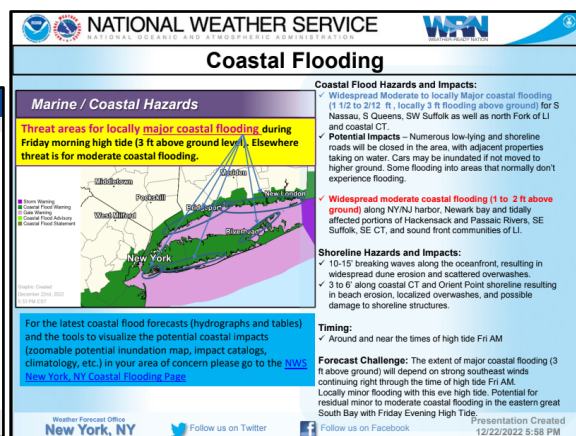 NATIONAL WEATHER SERVICE
NATIONAL OCEANIC AND ATMOSPHERIC ADMINISTRATION
WRN
WEATHER-READY NATION
Coastal Flooding
Marine / Coastal Hazards
Threat areas for locally major coastal flooding during
Friday morning high tide (3 ft above ground level). Elsewhere
threat is for moderate coastal flooding.
Middletown
Meriden
New London
Peekskill
West Milford
Bridgeport
Riverhead
New York
Storm Warning
Coastal Flood Warning
Gale Warning
Coastal Flood Advisory
Coastal Flood Statement
Graphic Created
December 22nd, 2022
5:33 PM EST
For the latest coastal flood forecasts (hydrographs and tables)
and the tools to visualize the potential coastal impacts
(zoomable potential inundation map, impact catalogs,
climatology, etc.) in your area of concern please go to the NWS
New York, NY Coastal Flooding Page
Coastal Flood Hazards and Impacts:
✓ Widespread Moderate to locally Major coastal flooding
(1 1/2 to 2/12 ft , locally 3 ft flooding above ground) for S
Nassau, S Queens, SW Suffolk as well as north Fork of LI
and coastal CT.
✓ Potential Impacts – Numerous low-lying and shoreline
roads will be closed in the area, with adjacent properties
taking on water. Cars may be inundated if not moved to
higher ground. Some flooding into areas that normally don't
experience flooding.
✓ Widespread moderate coastal flooding (1 to 2 ft above
ground) along NY/NJ harbor, Newark bay and tidally
affected portions of Hackensack and Passaic Rivers, SE
Suffolk, SE CT, and sound front communities of LI.
Shoreline Hazards and Impacts:
✓ 10-15' breaking waves along the oceanfront, resulting in
widespread dune erosion and scattered overwashes.
✓ 3 to 6' along coastal CT and Orient Point shoreline resulting
in beach erosion, localized overwashes, and possible
damage to shoreline structures.
Timing:
✓ Around and near the times of high tide Fri AM
Forecast Challenge: The extent of major coastal flooding (3
ft above ground) will depend on strong southeast winds
continuing right through the time of high tide Fri AM.
Locally minor flooding with this eve high tide. Potential for
residual minor to moderate coastal flooding in the eastern great
South Bay with Friday Evening High Tide.
Weather Forecast Office
New York, NY
Follow us on Twitter
Follow us on Facebook
Presentation Created
12/22/2022 5:58 PM